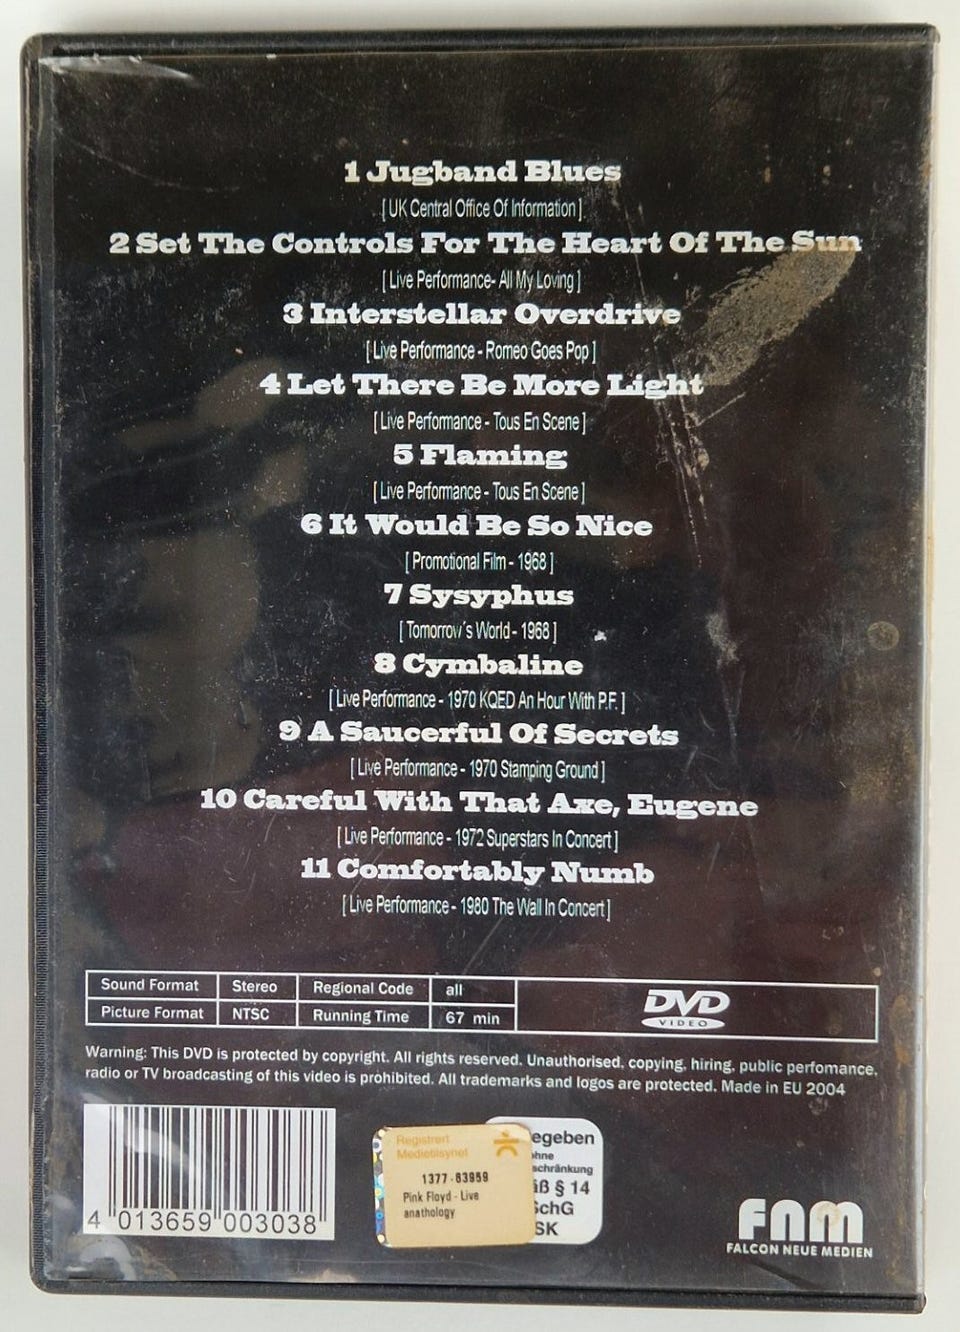 1 Jugband Blues
[ UK Central Office Of Information ]
2 Set The Controls For The Heart Of The Sun
[ Live Performance- All My Loving ]
3 Interstellar Overdrive
[ Live Performance - Romeo Goes Pop ]
4 Let There Be More Light
[ Live Performance - Tous En Scene ]
5 Flaming
[ Live Performance - Tous En Scene ]
6 It Would Be So Nice
[ Promotional Film - 1968 ]
7 Sysyphus
[ Tomorrow´s World - 1968 ]
8 Cymbaline
[ Live Performance - 1970 KQED An Hour With P.F. ]
9 A Saucerful Of Secrets
[ Live Performance - 1970 Stamping Ground ]
10 Careful With That Axe, Eugene
[ Live Performance - 1972 Superstars In Concert ]
11 Comfortably Numb
[ Live Performance - 1980 The Wall In Concert ]
Sound Format Stereo Regional Code all
Picture Format NTSC Running Time 67 min
DVD
VIDEO
Warning: This DVD is protected by copyright. All rights reserved. Unauthorised, copying, hiring, public perfomance,
radio or TV broadcasting of this video is prohibited. All trademarks and logos are protected. Made in EU 2004
4 013659 003038
Registrert
Medietilsynet
1377-83959
Pink Floyd - Live
anathology
egeben
ohne
schränkung
äß § 14
SchG
SK
FNM
FALCON NEUE MEDIEN